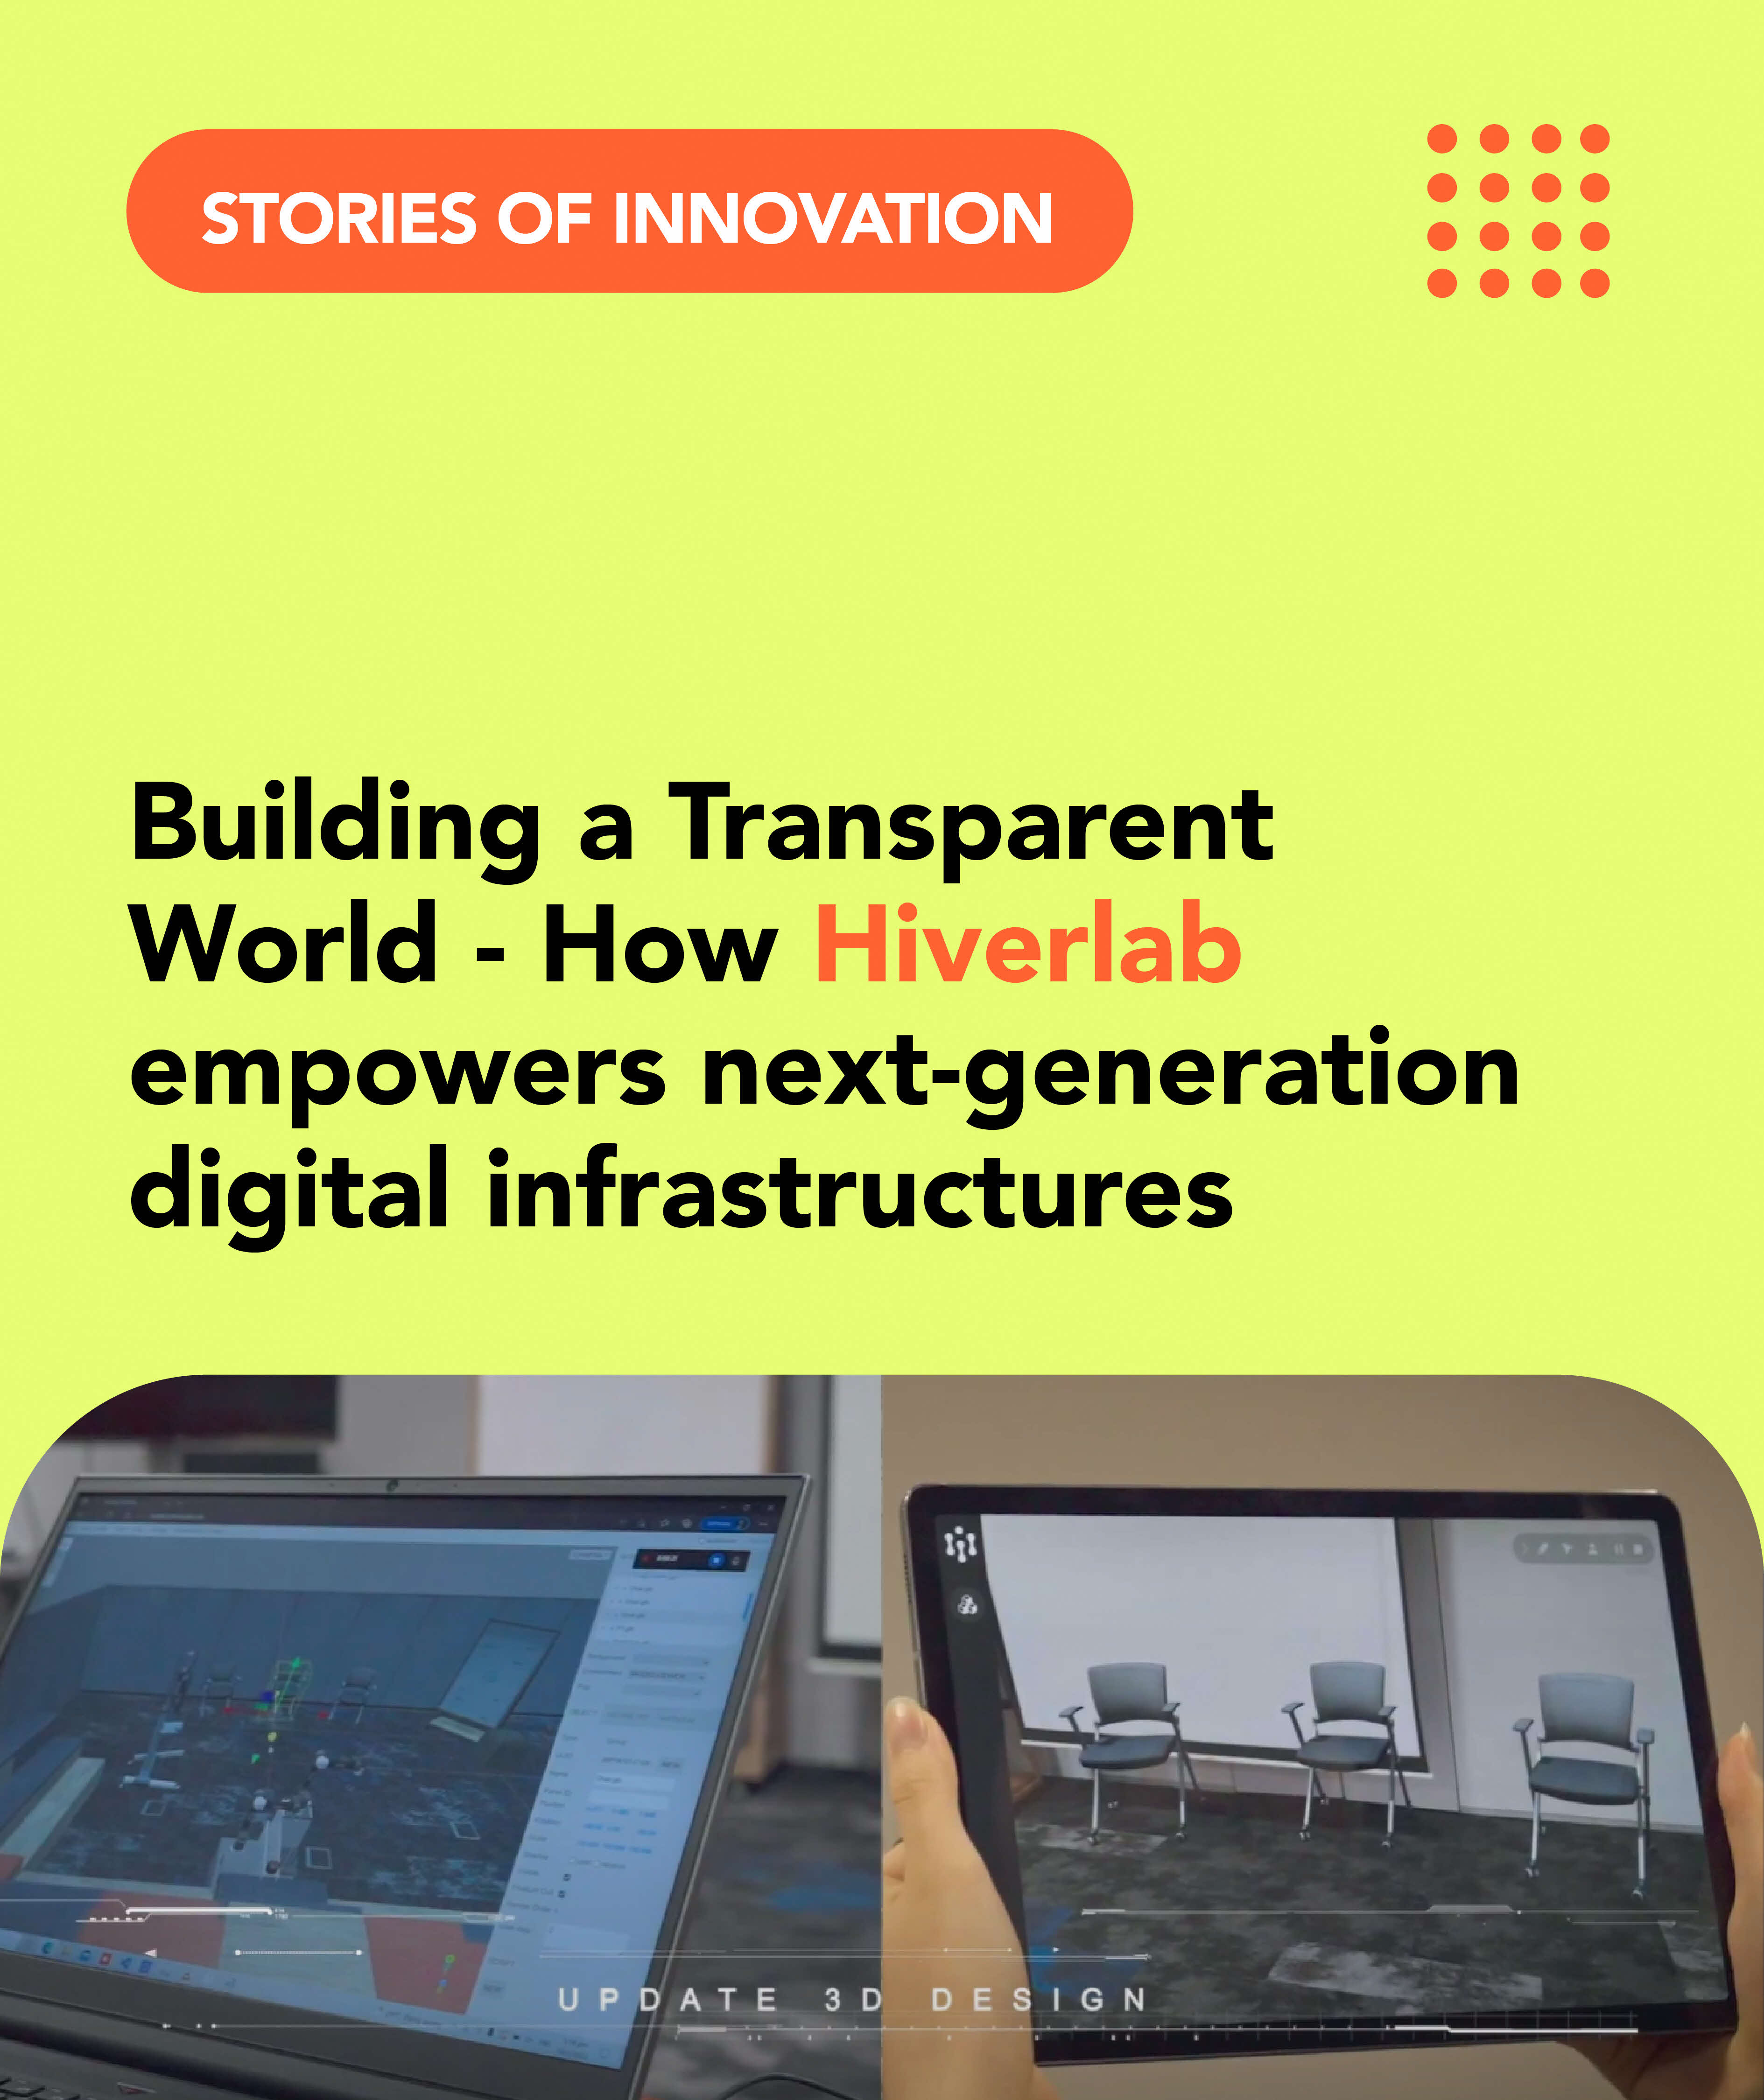 STORIES OF INNOVATION
Building a Transparent
World - How Hiverlab
empowers next-generation
digital infrastructures
UPDATE 3D DESIGN